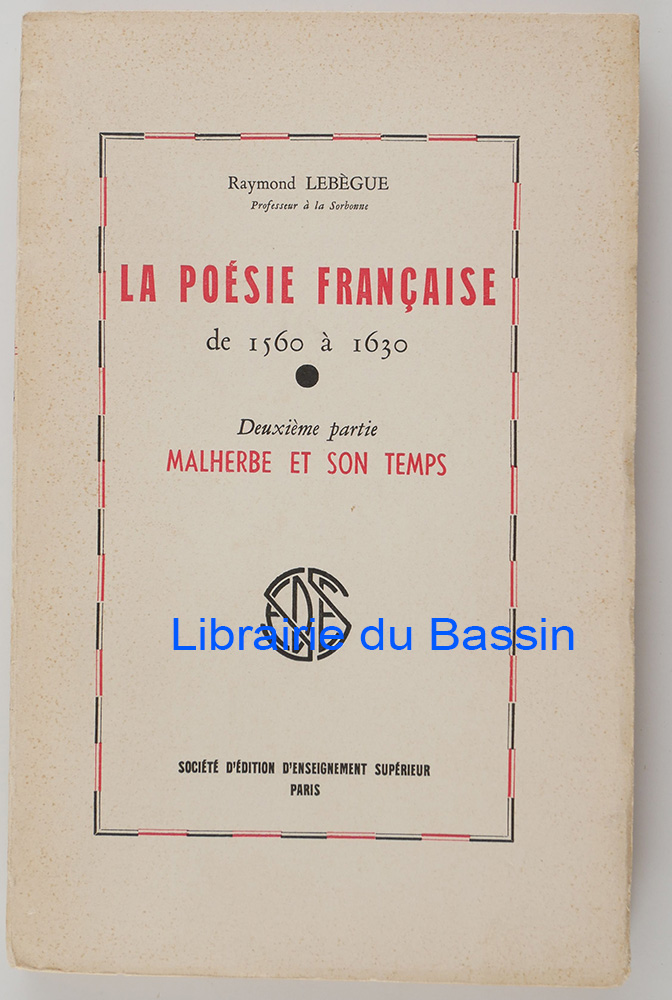 Raymond LEBÈGUE
Professeur à la Sorbonne
LA POÉSIE FRANÇAISE
de 1560 à 1630
Deuxième partie
MALHERBE ET SON TEMPS
SEDES
Librairie du Bassin
SOCIÉTÉ D'ÉDITION D'ENSEIGNEMENT SUPÉRIEUR
PARIS